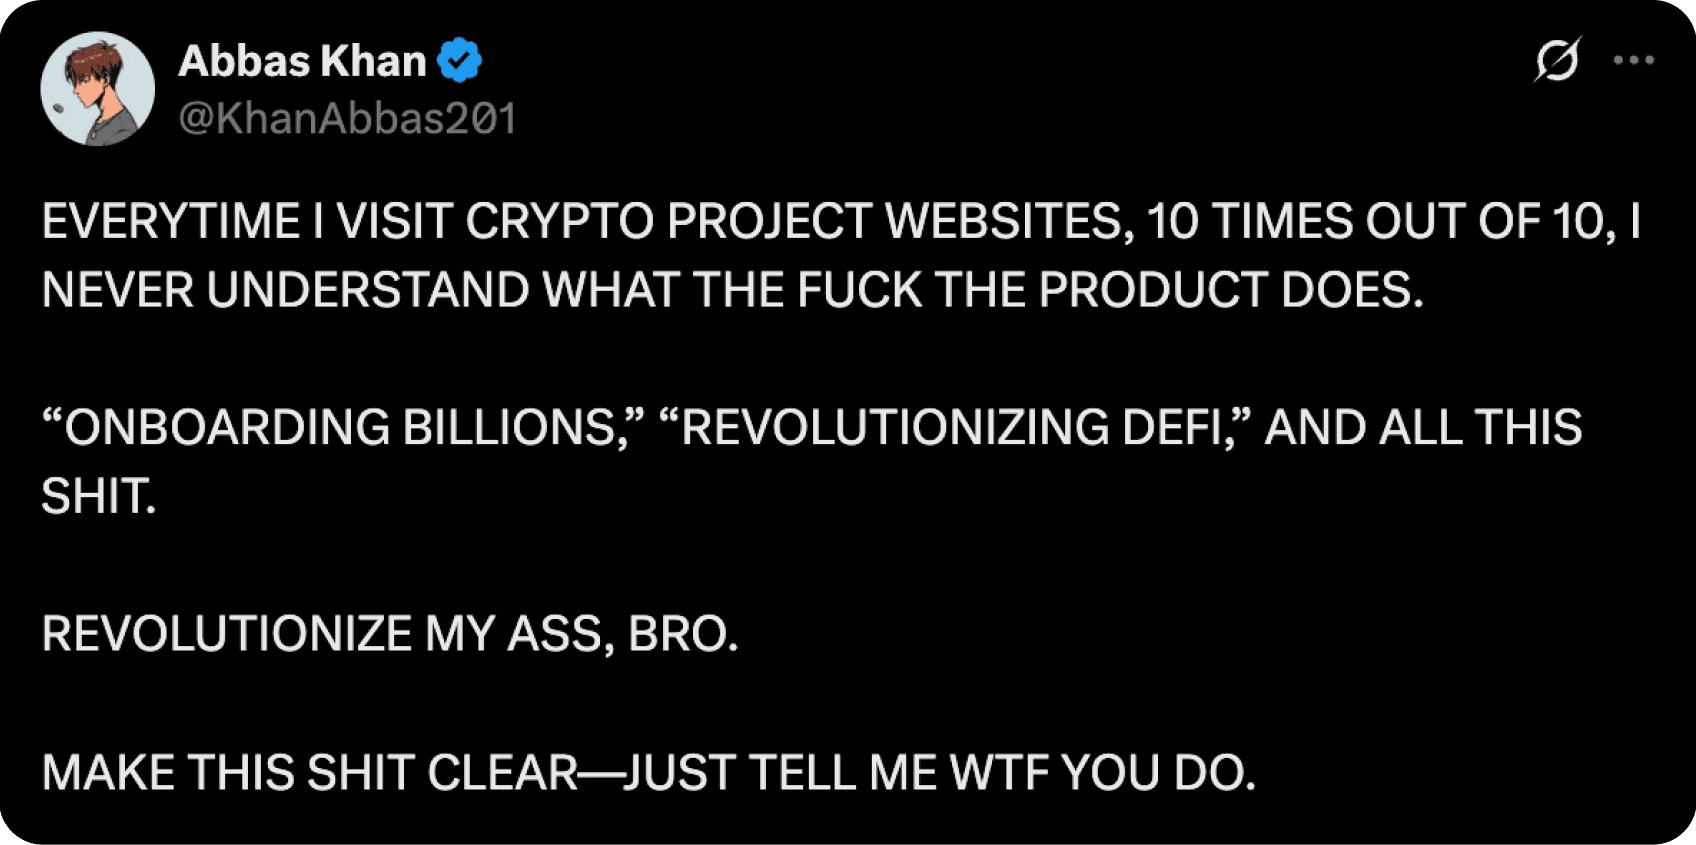 Abbas Khan
@KhanAbbas201
EVERYTIME I VISIT CRYPTO PROJECT WEBSITES, 10 TIMES OUT OF 10, I
NEVER UNDERSTAND WHAT THE FUCK THE PRODUCT DOES.
“ONBOARDING BILLIONS,” “REVOLUTIONIZING DEFI,” AND ALL THIS
SHIT.
REVOLUTIONIZE MY ASS, BRO.
MAKE THIS SHIT CLEAR—JUST TELL ME WTF YOU DO.